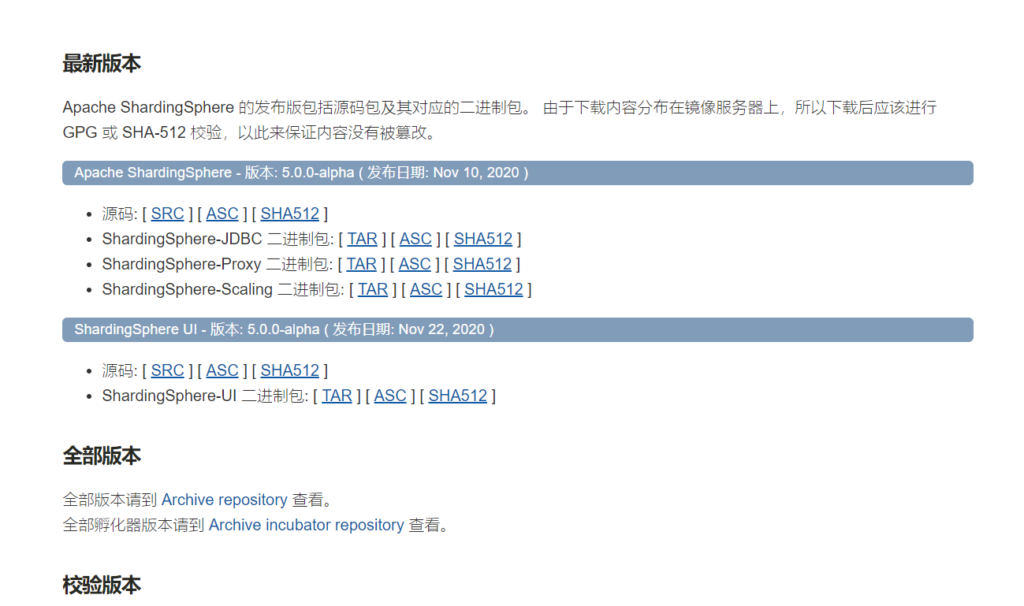 最新版本
Apache ShardingSphere 的发布版包括源码包及其对应的二进制包。 由于下载内容分布在镜像服务器上，所以下载后应该进行
GPG 或 SHA-512 校验，以此来保证内容没有被篡改。
Apache ShardingSphere - 版本: 5.0.0-alpha ( 发布日期: Nov 10, 2020 )
源码: [ SRC ] [ ASC ] [ SHA512 ]
ShardingSphere-JDBC 二进制包: [ TAR ] [ ASC ] [ SHA512 ]
ShardingSphere-Proxy 二进制包: [ TAR ] [ ASC ] [ SHA512 ]
ShardingSphere-Scaling 二进制包: [ TAR ] [ ASC ] [ SHA512 ]
ShardingSphere UI - 版本: 5.0.0-alpha ( 发布日期: Nov 22, 2020 )
源码: [ SRC ] [ ASC ] [ SHA512 ]
ShardingSphere-UI 二进制包: [ TAR ] [ ASC ] [ SHA512 ]
全部版本
全部版本请到 Archive repository 查看。
全部孵化器版本请到 Archive incubator repository 查看。
校验版本